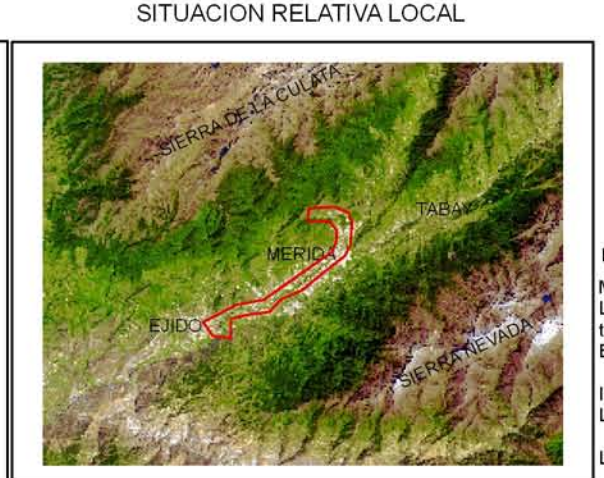 SITUACION RELATIVA LOCAL
SIERRA DE LA CULATA
TABAY
MERIDA
EJIDO
SIERRA NEVADA